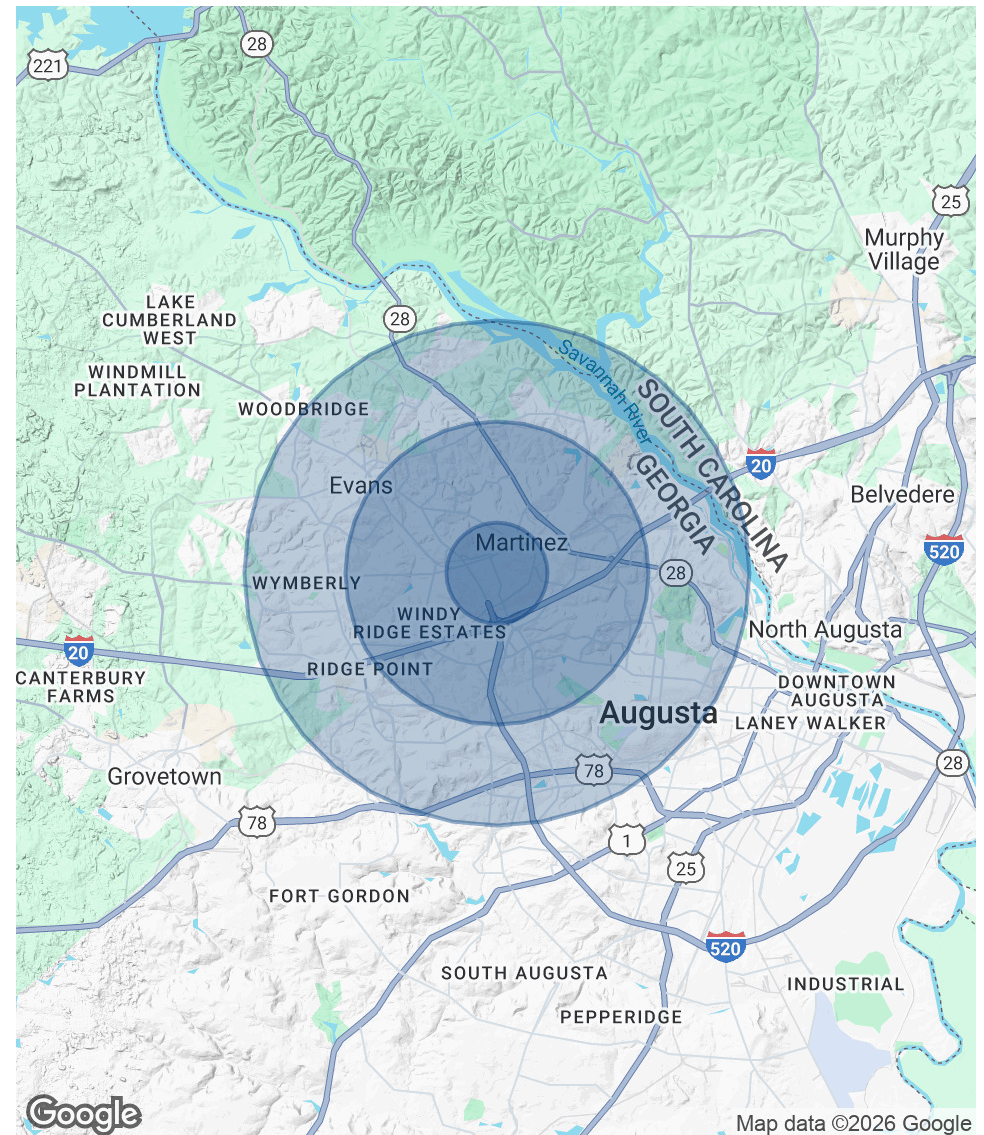 28
221
25
Murphy
Village
LAKE
CUMBERLAND
WEST
28
WINDMILL
PLANTATION
Savannah River
SOUTH CAROLINA
WOODBRIDGE
GEORGIA
20
Evans
Belvedere
Martinez
520
28
WYMBERLY
WINDY
RIDGE ESTATES
North Augusta
20
RIDGE POINT
CANTERBURY
FARMS
DOWNTOWN
AUGUSTA
Augusta
LANEY WALKER
28
78
Grovetown
78
1
25
FORT GORDON
520
SOUTH AUGUSTA
INDUSTRIAL
PEPPERIDGE
Google
Map data ©2026 Google